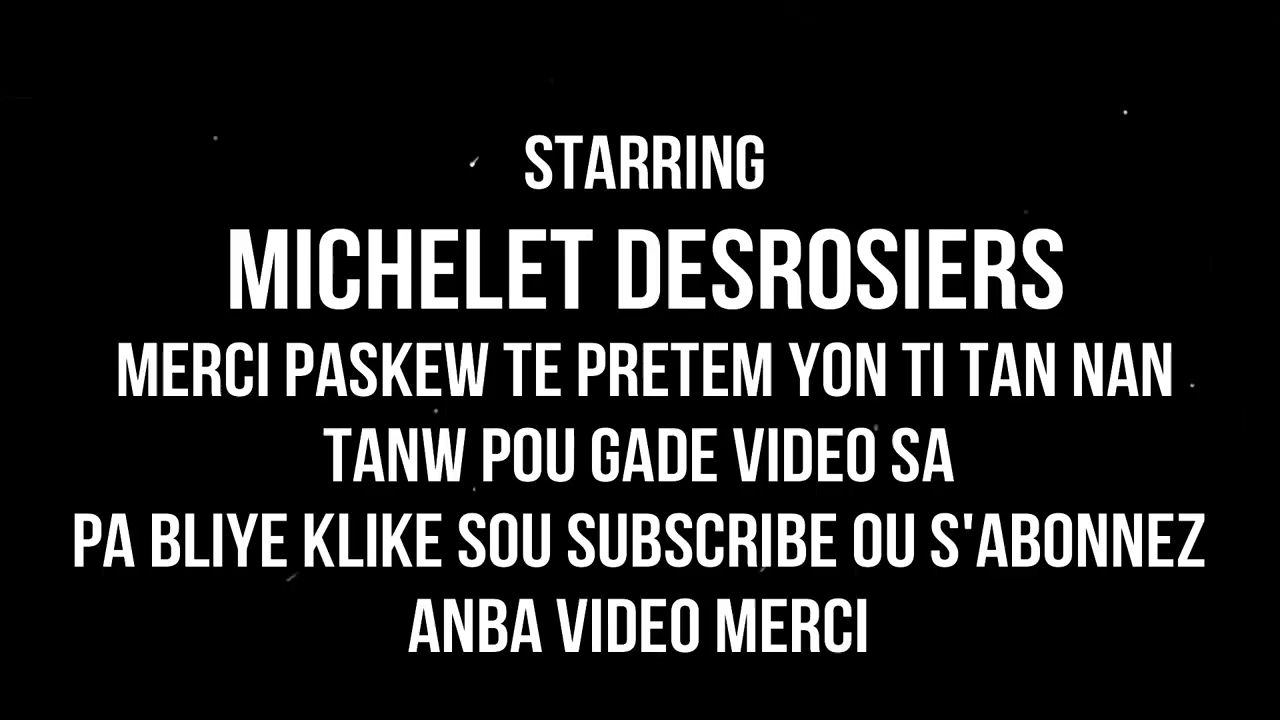 STARRING
MICHELET DESROSIERS
MERCI PASKEW TE PRETEM YON TI TAN NAN
TANW POU GADE VIDEO SA
PA BLIYE KLIKE SOU SUBSCRIBE OU S'ABONNEZ
ANBA VIDEO MERCI